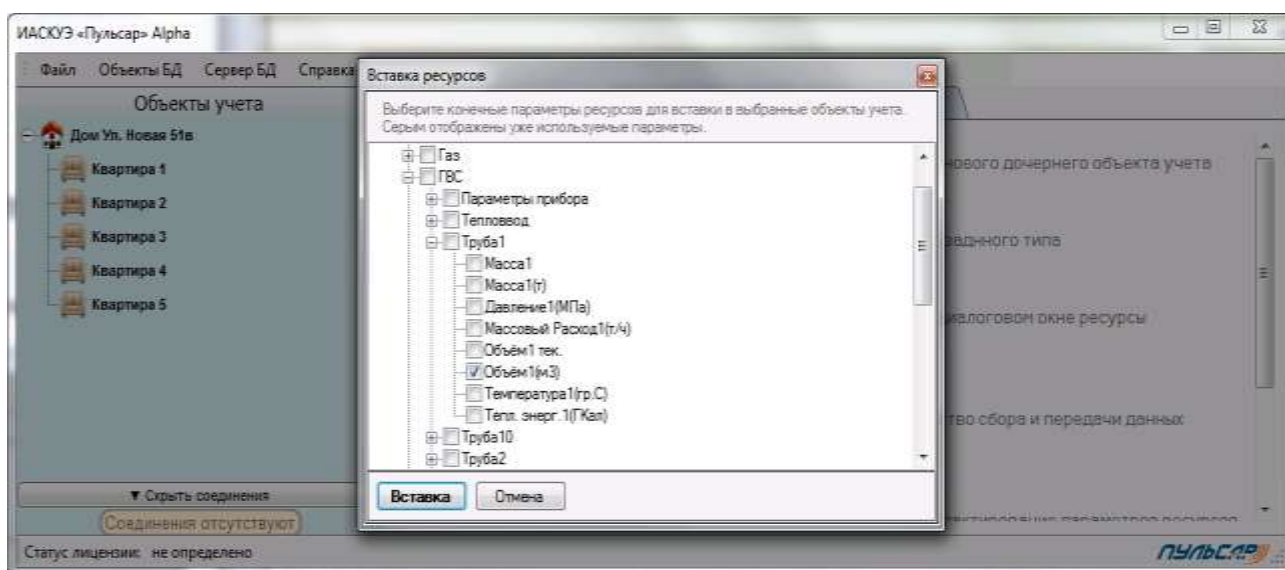 ИАСКУЭ «Пульсар» Alpha
Файл Объекты БД Сервер БД Справка
Объекты учета
Дом Ул. Новая 51в
Квартира 1
Квартира 2
Квартира 3
Квартира 4
Квартира 5
▼ Скрыть соединения
Соединения отсутствуют
Статус лицензии: не определено
Вставка ресурсов
Выберите конечные параметры ресурсов для вставки в выбранные объекты учета.
Серым отображены уже используемые параметры.
Газ
ГВС
Параметры прибора
Тепловвод
Труба1
Масса1
Масса1(т)
Давление1(МПа)
Массовый Расход1(т/ч)
Объём1 тек.
Объём1(м3)
Температура1(гр.С)
Тепл. энерг.1(ГКал)
Труба10
Труба2
Вставка Отмена
нового дочернего объекта учета
типа
диалоговом окне ресурсы
тво сбора и передачи данных
ПУЛЬСАР